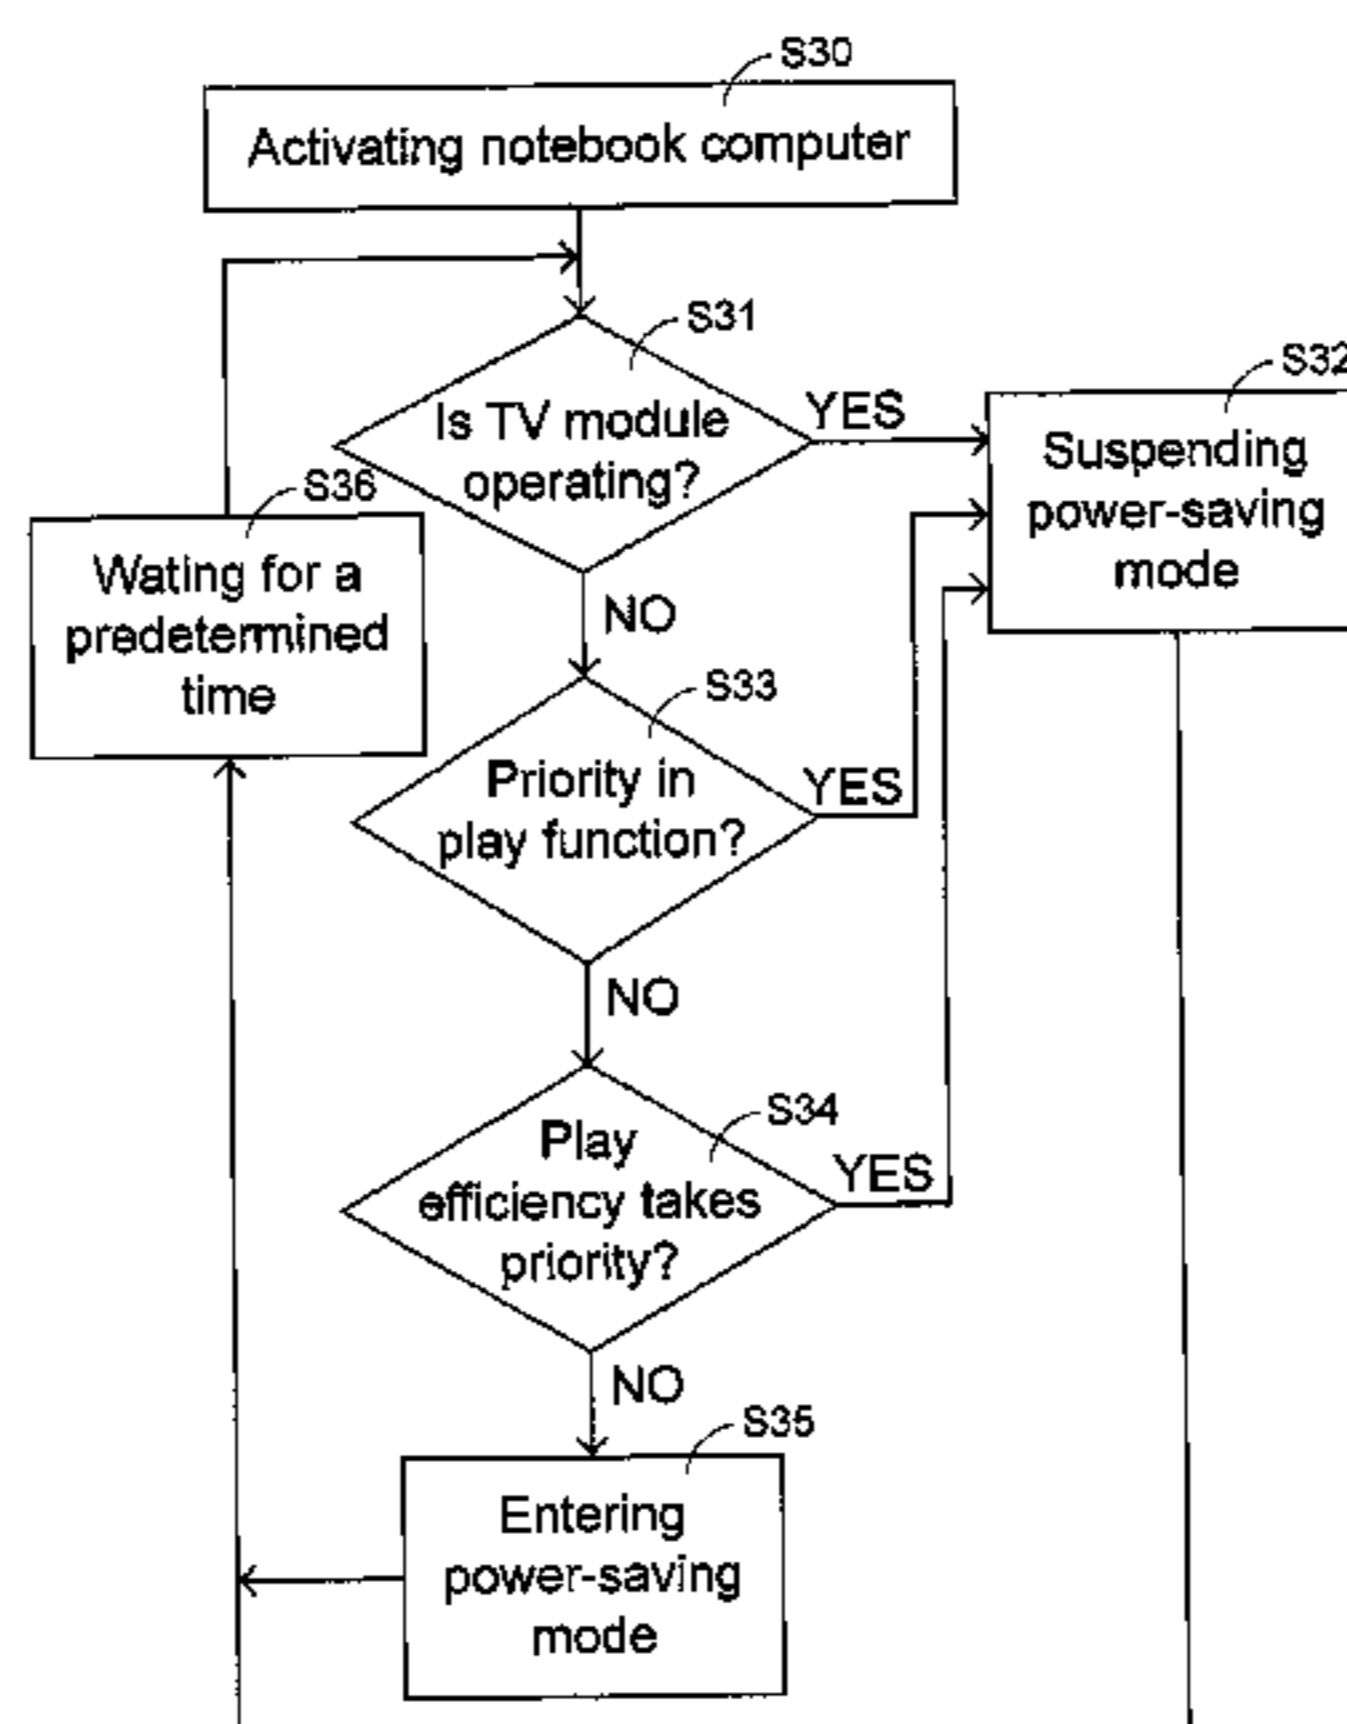 S30
Activating notebook computer
S31
Is TV module
operating?
YES
S32
Suspending
power-saving
mode
S36
Wating for a
predetermined
time
NO
S33
Priority in
play function?
YES
NO
S34
Play
efficiency takes
priority?
YES
NO
S35
Entering
power-saving
mode